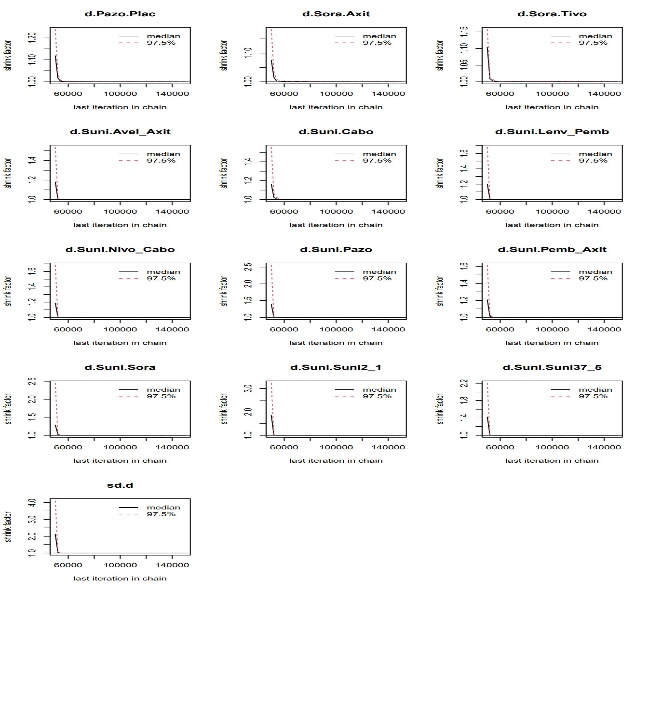 d.Pazo.Plac d.Sora.Axit d.Sora.Tivo
median 97.5% median 97.5% median 97.5%
shrink factor shrink factor shrink factor
60000 100000 140000 60000 100000 140000 60000 100000 140000
last iteration in chain last iteration in chain last iteration in chain
d.Suni.Avel_Axit d.Suni.Cabo d.Suni.Lenv_Pemb
median 97.5% median 97.5% median 97.5%
shrink factor shrink factor shrink factor
60000 100000 140000 60000 100000 140000 60000 100000 140000
last iteration in chain last iteration in chain last iteration in chain
d.Suni.Nivo_Cabo d.Suni.Pazo d.Suni.Pemb_Axit
median 97.5% median 97.5% median 97.5%
shrink factor shrink factor shrink factor
60000 100000 140000 60000 100000 140000 60000 100000 140000
last iteration in chain last iteration in chain last iteration in chain
d.Suni.Sora d.Suni.Suni2_1 d.Suni.Suni37_5
median 97.5% median 97.5% median 97.5%
shrink factor shrink factor shrink factor
60000 100000 140000 60000 100000 140000 60000 100000 140000
last iteration in chain last iteration in chain last iteration in chain
sd.d
median
97.5%
shrink factor
60000 100000 140000
last iteration in chain